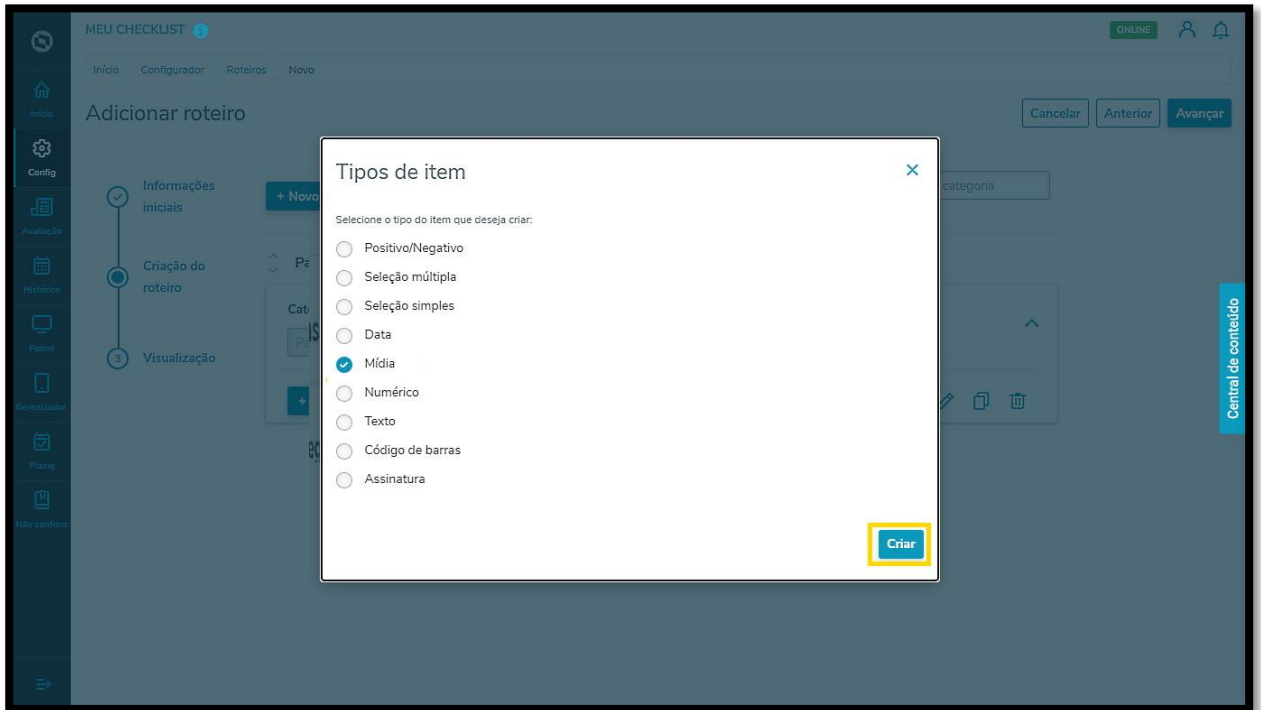 MEU CHECKLIST
ONLINE
Início Configurador Roteiros Novo
Adicionar roteiro
Cancelar Anterior Avançar
Início
Config
Avaliação
Histórico
Painel
Gerenciador
Planej
Não conform
Informações
iniciais
Criação do
roteiro
3 Visualização
+ Novo
categoria
Tipos de item
Selecione o tipo do item que deseja criar:
Positivo/Negativo
Seleção múltipla
Seleção simples
Data
Mídia
Numérico
Texto
Código de barras
Assinatura
Criar
Central de conteúdo